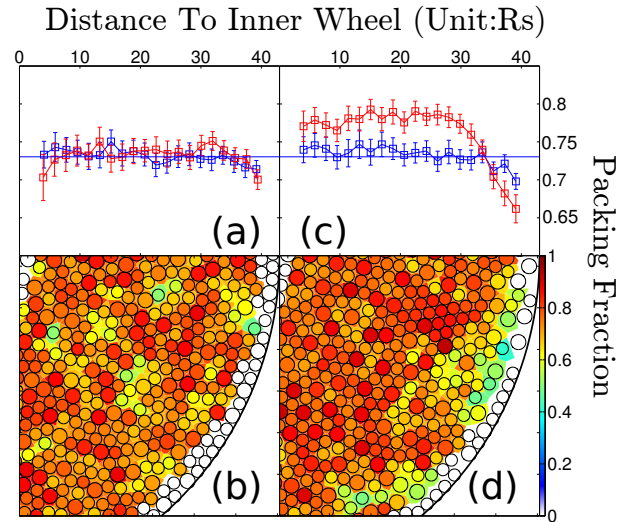 Distance To Inner Wheel (Unit:Rs)
0 10 20 30 40 0 10 20 30 40
0.8
0.75
0.7
0.65
Packing Fraction
(a) (c)
1
0.8
0.6
0.4
0.2
0
(b) (d)